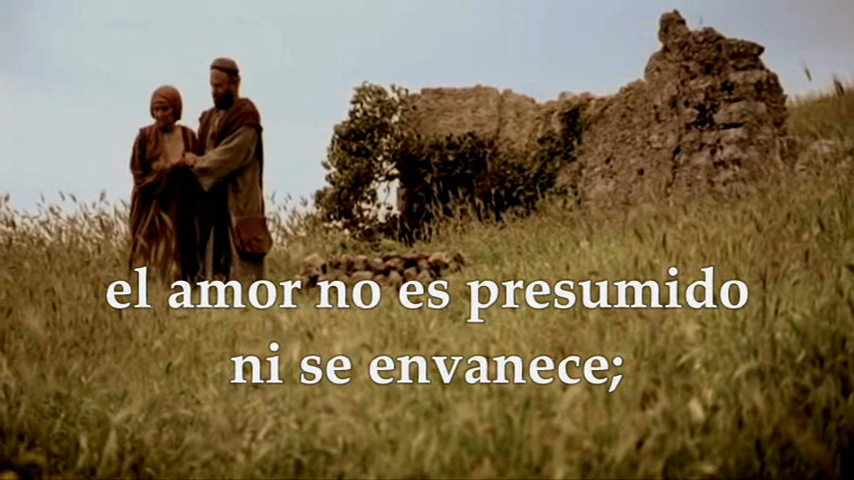 el amor no es presumido
ni se envanece;